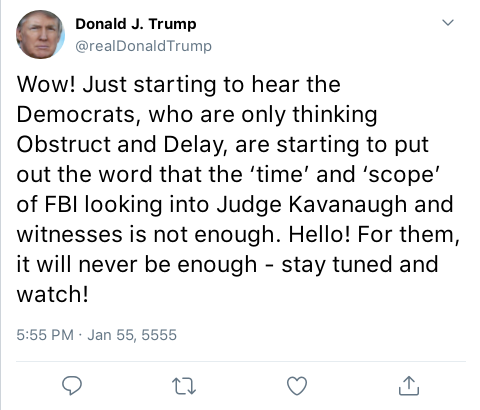 Donald J. Trump
@realDonaldTrump
Wow! Just starting to hear the
Democrats, who are only thinking
Obstruct and Delay, are starting to put
out the word that the ‘time’ and ‘scope’
of FBI looking into Judge Kavanaugh and
witnesses is not enough. Hello! For them,
it will never be enough - stay tuned and
watch!
5:55 PM · Jan 55, 5555